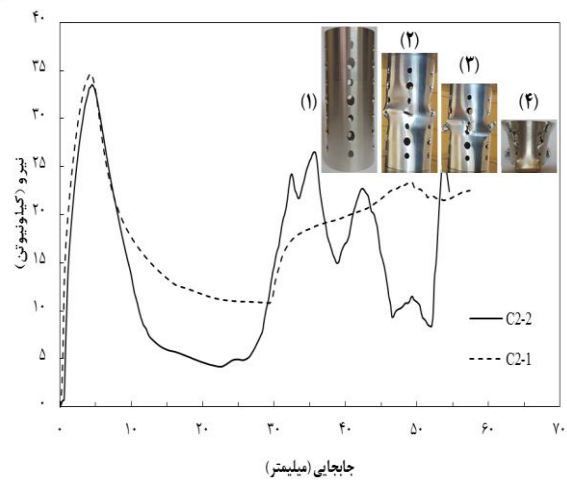 ۴۰
۳۵
۳۰
۲۵
۲۰
۱۵
۱۰
۵
۰
نیرو (کیلونیوتن)
(۱)
(۲)
(۳)
(۴)
C2-2
C2-1
۰ ۱۰ ۲۰ ۳۰ ۴۰ ۵۰ ۶۰ ۷۰
جابجایی(میلیمتر)